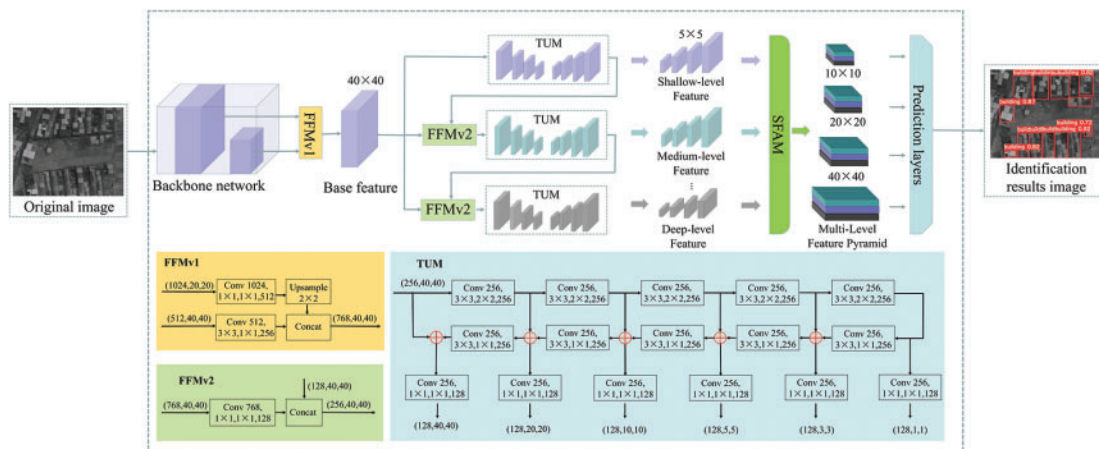 Original image
Backbone network
FFMv1
40×40
Base feature
FFMv2
FFMv2
TUM
TUM
TUM
5×5
Shallow-level
Feature
Medium-level
Feature
⋮
Deep-level
Feature
SFAM
10×10
20×20
40×40
Multi-Level
Feature Pyramid
Prediction layers
building 0.87
building 0.72
building 0.92
Identification
results image
FFMv1
(1024,20,20)
Conv 1024,
1×1,1×1,512
Upsample
2×2
(512,40,40)
Conv 512,
3×3,1×1,256
Concat
(768,40,40)
FFMv2
(128,40,40)
(768,40,40)
Conv 768,
1×1,1×1,128
Concat
(256,40,40)
TUM
(256,40,40)
Conv 256,
3×3,2×2,256
Conv 256,
3×3,2×2,256
Conv 256,
3×3,2×2,256
Conv 256,
3×3,2×2,256
Conv 256,
3×3,2×2,256
Conv 256,
3×3,1×1,256
Conv 256,
3×3,1×1,256
Conv 256,
3×3,1×1,256
Conv 256,
3×3,1×1,256
Conv 256,
3×3,1×1,256
Conv 256,
1×1,1×1,128
Conv 256,
1×1,1×1,128
Conv 256,
1×1,1×1,128
Conv 256,
1×1,1×1,128
Conv 256,
1×1,1×1,128
Conv 256,
1×1,1×1,128
(128,40,40)
(128,20,20)
(128,10,10)
(128,5,5)
(128,3,3)
(128,1,1)